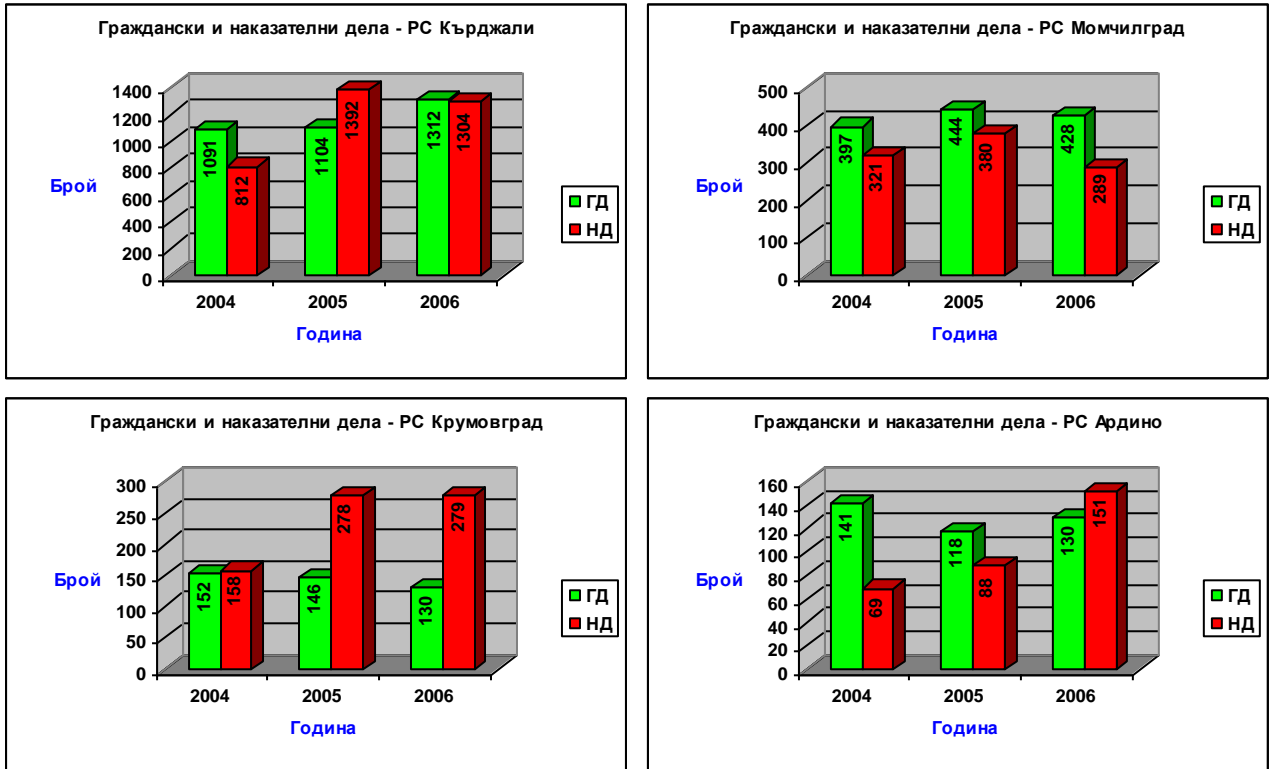 Граждански и наказателни дела - РС Кърджали
1400
1200
1000
800
600
400
200
0
Брой
1091
812
1104
1392
1312
1304
2004 2005 2006
Година
ГД
НД
Граждански и наказателни дела - РС Момчилград
500
400
300
200
100
0
Брой
397
321
444
380
428
289
2004 2005 2006
Година
ГД
НД
Граждански и наказателни дела - РС Крумовград
300
250
200
150
100
50
0
Брой
152
158
146
278
130
279
2004 2005 2006
Година
ГД
НД
Граждански и наказателни дела - РС Ардино
160
140
120
100
80
60
40
20
0
Брой
141
69
118
88
130
151
2004 2005 2006
Година
ГД
НД